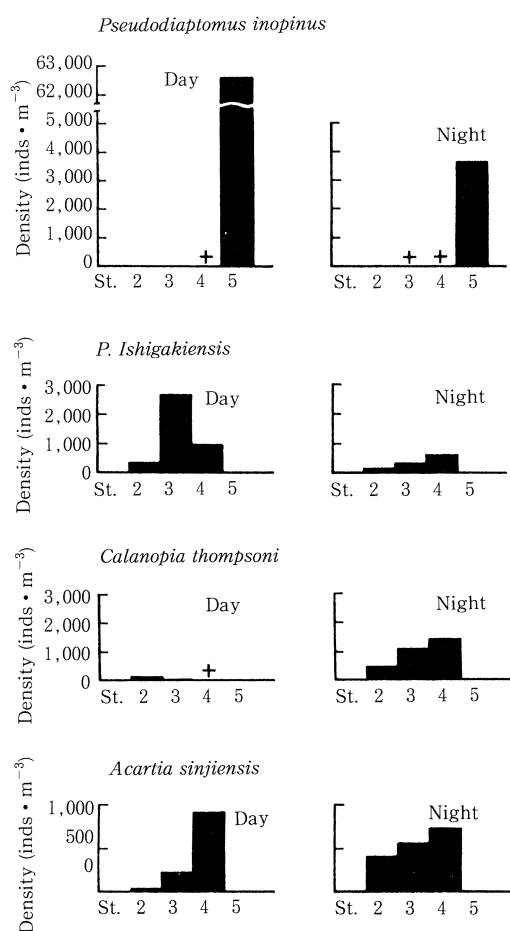 Pseudodiaptomus inopinus
Density (inds • m⁻³)
63,000
62,000
5,000
4,000
3,000
2,000
1,000
0
Day
+
St. 2 3 4 5
Night
+ +
St. 2 3 4 5
P. Ishigakiensis
Density (inds • m⁻³)
3,000
2,000
1,000
0
Day
St. 2 3 4 5
Night
St. 2 3 4 5
Calanopia thompsoni
Density (inds • m⁻³)
3,000
2,000
1,000
0
Day
+
St. 2 3 4 5
Night
St. 2 3 4 5
Acartia sinjiensis
Density (inds • m⁻³)
1,000
500
0
Day
St. 2 3 4 5
Night
St. 2 3 4 5